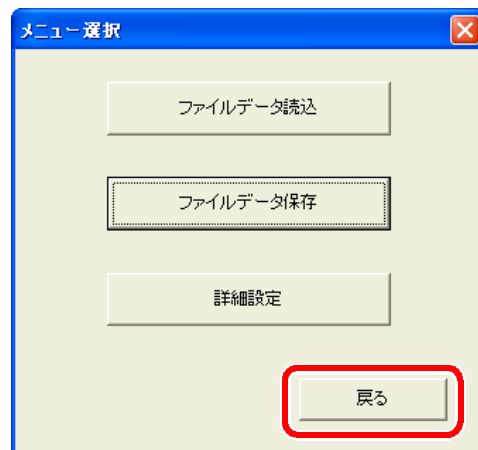 メニュー選択
ファイルデータ読込
ファイルデータ保存
詳細設定
戻る